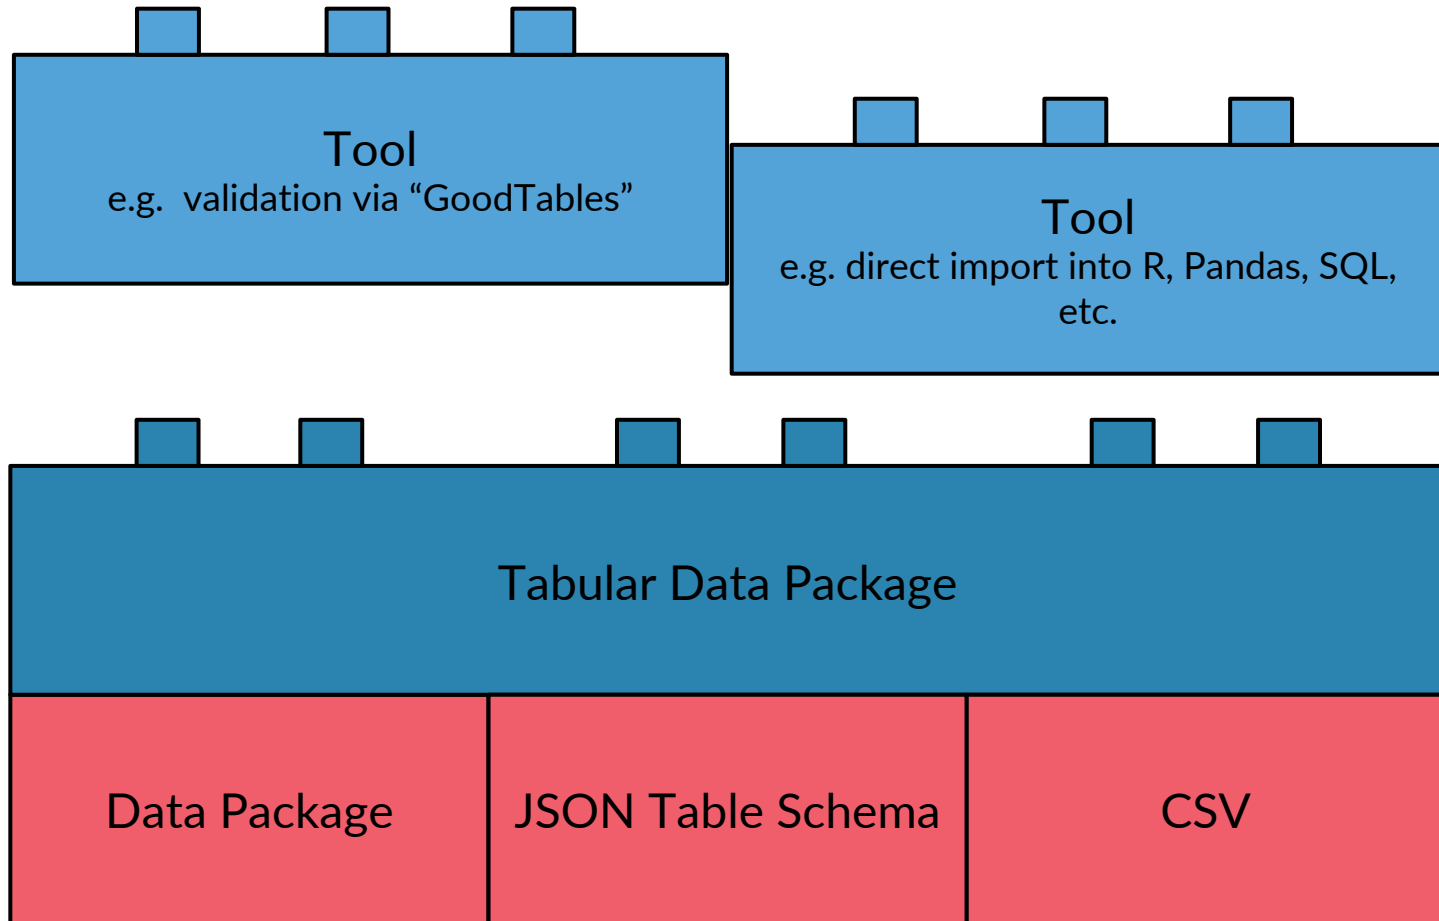 Tool
e.g.  validation via “GoodTables”
Tool
e.g. direct import into R, Pandas, SQL,
etc.
Tabular Data Package
Data Package
JSON Table Schema
CSV